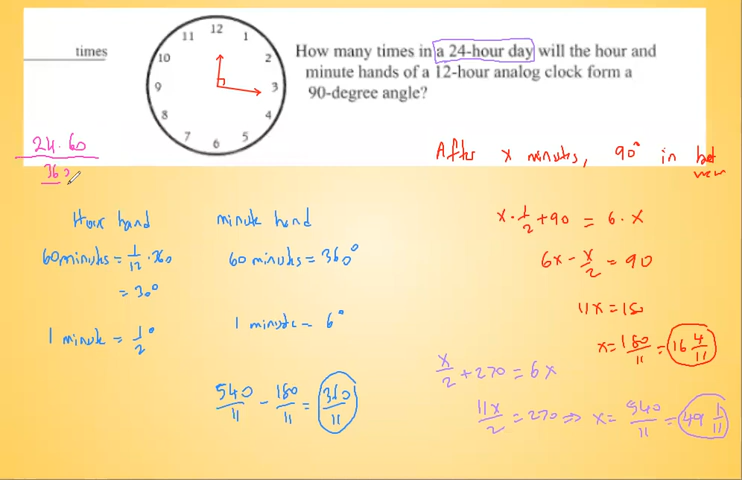 times
12
11
1
10
2
9
3
8
4
7
5
6
How many times in a 24-hour day will the hour and
minute hands of a 12-hour analog clock form a
90-degree angle?
24·60
360
After x minutes, 90° in bet
ween
Hour hand
minute hand
x·1/2+90 = 6·x
60 minutes = 1/12·360
60 minutes = 360°
6x - x/2 = 90
= 30°
11x = 180
1 minute = 1/2°
1 minute = 6°
x = 180/11 = 16 4/11
x/2 + 270 = 6x
540/11 - 180/11 = 360/11
11x/2 = 270 ⇒ x = 540/11 = 49 1/11